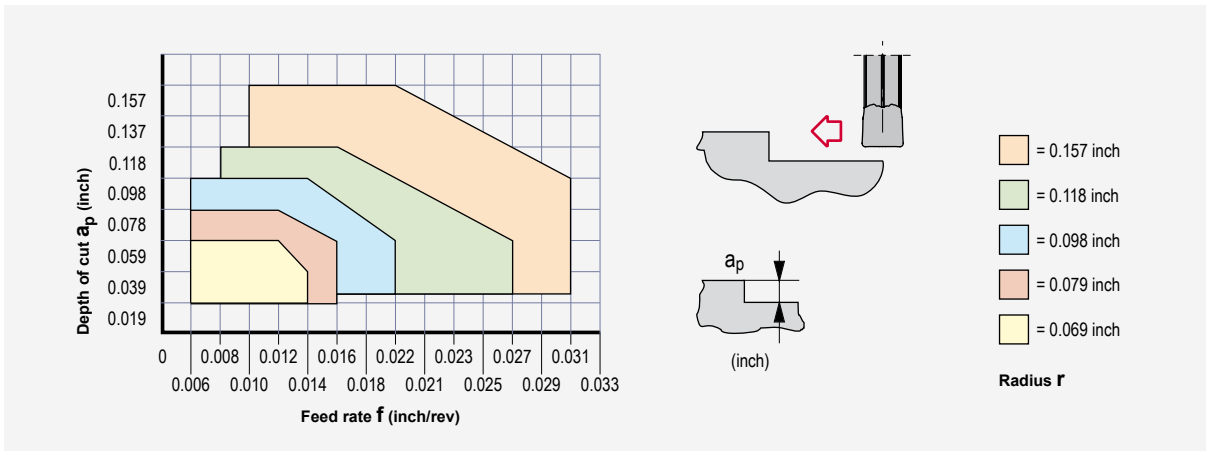 Depth of cut ap (inch)
0.157
0.137
0.118
0.098
0.078
0.059
0.039
0.019
0 0.008 0.012 0.016 0.022 0.023 0.027 0.031
0.006 0.010 0.014 0.018 0.021 0.025 0.029 0.033
Feed rate f (inch/rev)
ap
(inch)
= 0.157 inch
= 0.118 inch
= 0.098 inch
= 0.079 inch
= 0.069 inch
Radius r